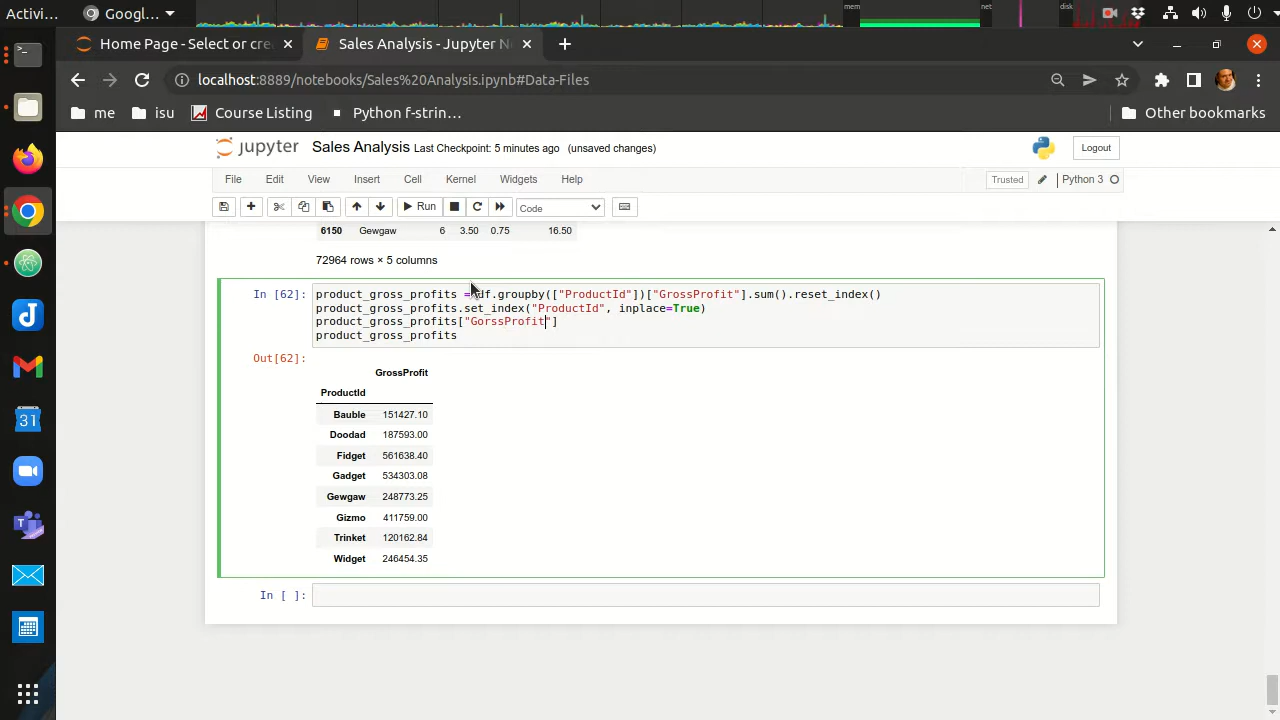 Activi...
Googl...
mem
net
disk
Home Page - Select or cre
Sales Analysis - Jupyter N
localhost:8889/notebooks/Sales%20Analysis.ipynb#Data-Files
me
isu
Course Listing
Python f-strin...
Other bookmarks
jupyter
Sales Analysis Last Checkpoint: 5 minutes ago (unsaved changes)
Logout
File Edit View Insert Cell Kernel Widgets Help
Trusted
Python 3
Run
Code
6150 Gewgaw 6 3.50 0.75 16.50
72964 rows × 5 columns
In [62]:
product_gross_profits = df.groupby(["ProductId"])["GrossProfit"].sum().reset_index()
product_gross_profits.set_index("ProductId", inplace=True)
product_gross_profits["GorssProfit"]
product_gross_profits
Out[62]:
GrossProfit
ProductId
Bauble 151427.10
Doodad 187593.00
Fidget 561638.40
Gadget 534303.08
Gewgaw 248773.25
Gizmo 411759.00
Trinket 120162.84
Widget 246454.35
In [ ]:
31